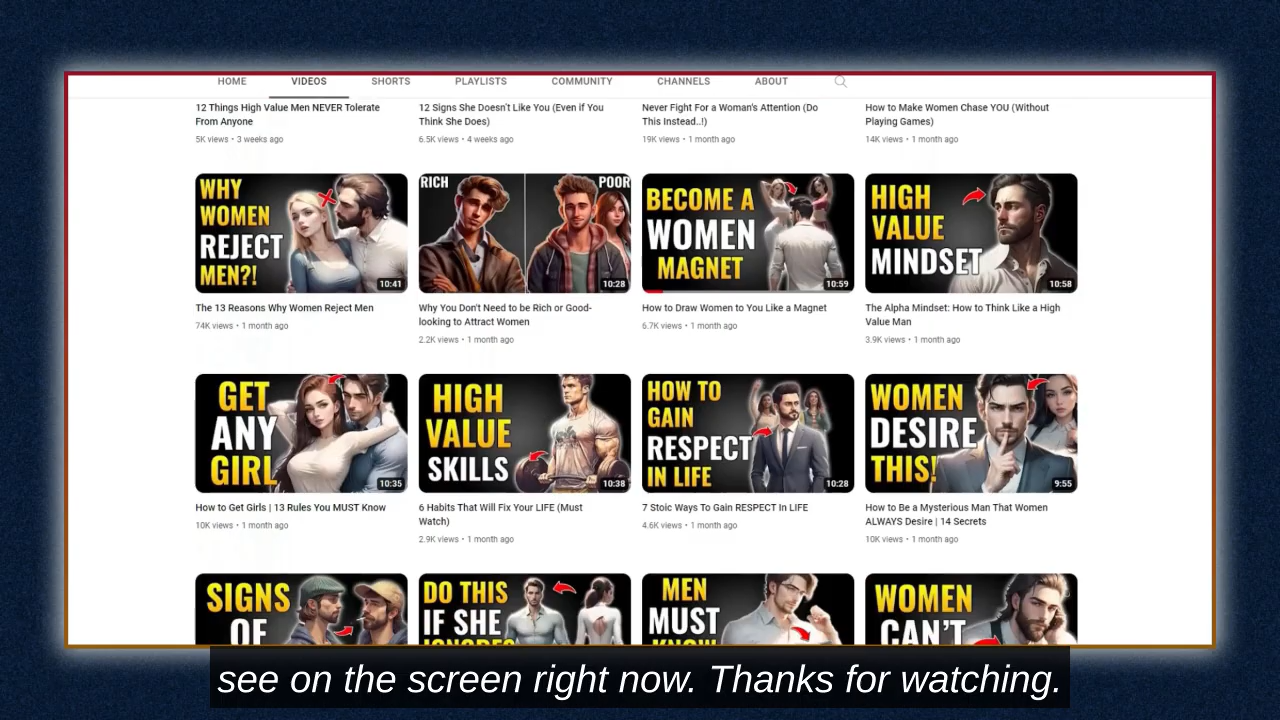 HOME VIDEOS SHORTS PLAYLISTS COMMUNITY CHANNELS ABOUT
12 Things High Value Men NEVER Tolerate
From Anyone
5K views • 3 weeks ago
12 Signs She Doesn't Like You (Even if You
Think She Does)
6.5K views • 4 weeks ago
Never Fight For a Woman's Attention (Do
This Instead..!)
19K views • 1 month ago
How to Make Women Chase YOU (Without
Playing Games)
14K views • 1 month ago
WHY
WOMEN
REJECT
MEN?!
10:41
The 13 Reasons Why Women Reject Men
74K views • 1 month ago
RICH
POOR
10:28
Why You Don't Need to be Rich or Good-
looking to Attract Women
2.2K views • 1 month ago
BECOME A
WOMEN
MAGNET
10:59
How to Draw Women to You Like a Magnet
6.7K views • 1 month ago
HIGH
VALUE
MINDSET
10:58
The Alpha Mindset: How to Think Like a High
Value Man
3.9K views • 1 month ago
GET
ANY
GIRL
10:35
How to Get Girls | 13 Rules You MUST Know
10K views • 1 month ago
HIGH
VALUE
SKILLS
10:38
6 Habits That Will Fix Your LIFE (Must
Watch)
2.9K views • 1 month ago
HOW TO
GAIN
RESPECT
IN LIFE
10:28
7 Stoic Ways To Gain RESPECT In LIFE
4.6K views • 1 month ago
WOMEN
DESIRE
THIS!
9:55
How to Be a Mysterious Man That Women
ALWAYS Desire | 14 Secrets
10K views • 1 month ago
SIGNS
OF
DO THIS
IF SHE
IGNORES
MEN
MUST
KNOW
WOMEN
CAN'T
see on the screen right now. Thanks for watching.